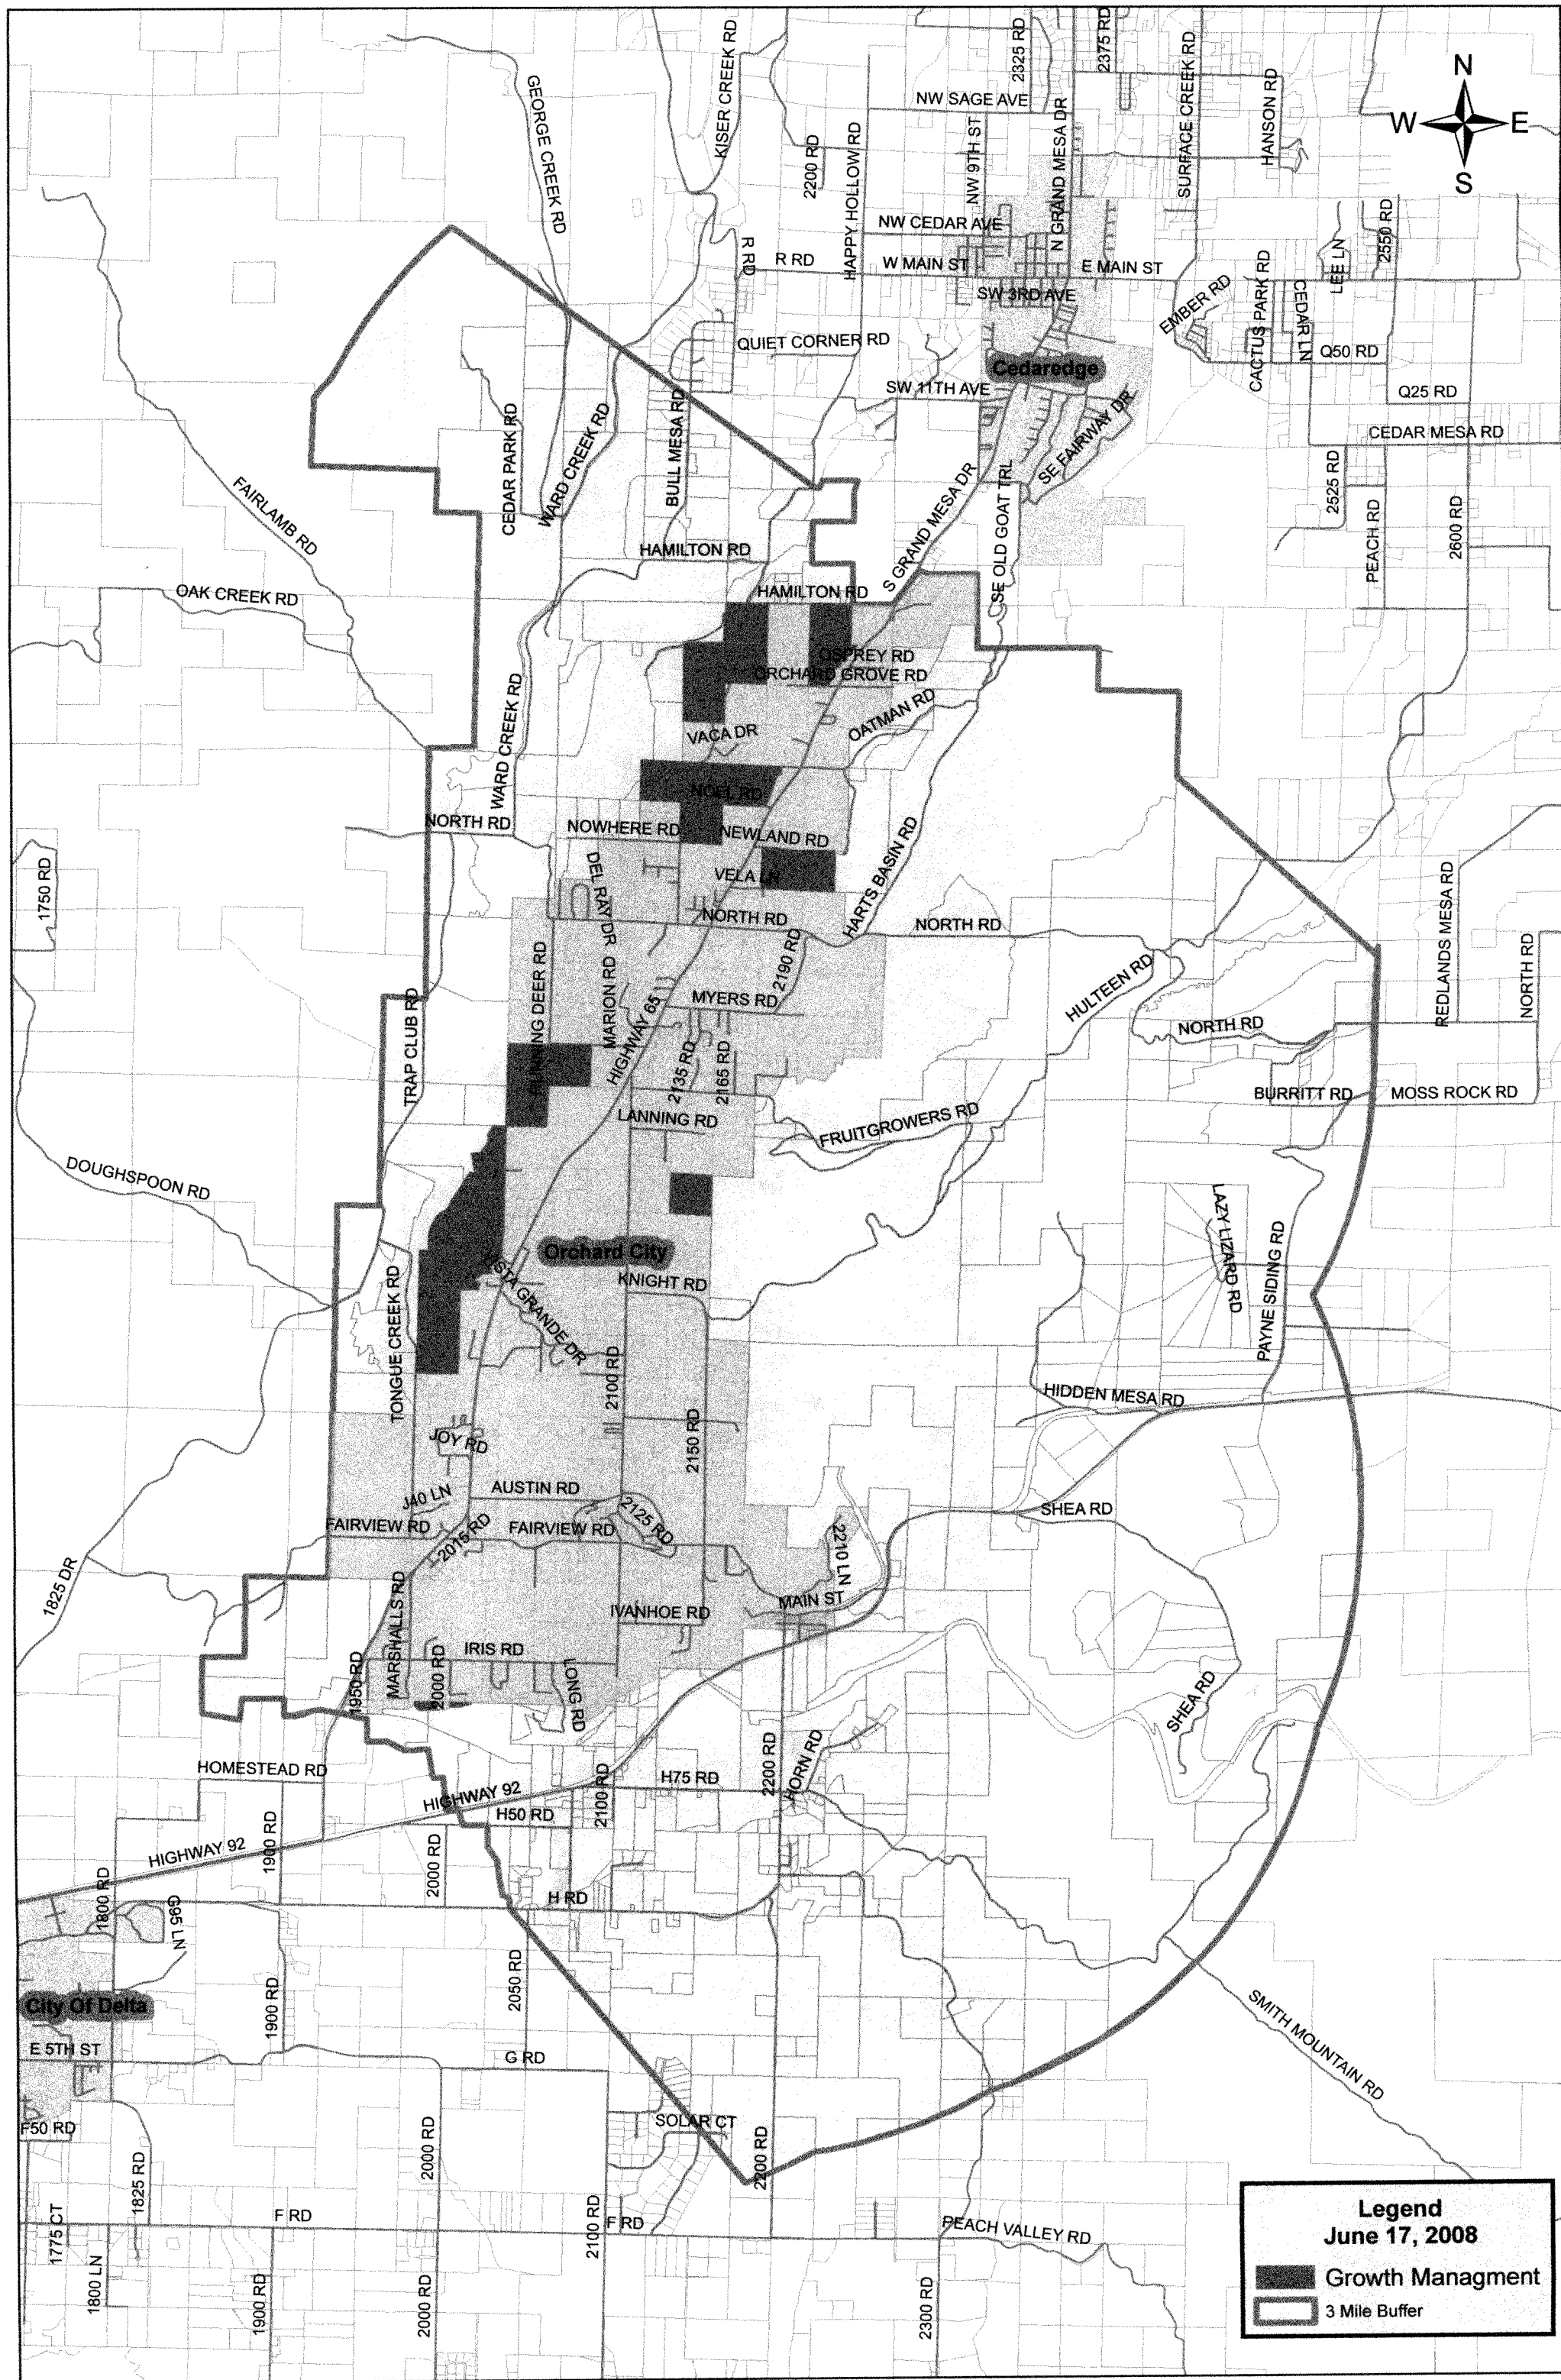 2325 RD
2375 RD
GEORGE CREEK RD
KISER CREEK RD
SURFACE CREEK RD
N
W
E
S
NW SAGE AVE
NW 9TH ST
N GRAND MESA DR
HANSON RD
2200 RD
HAPPY HOLLOW RD
NW CEDAR AVE
2550 RD
R RD
R RD
W MAIN ST
E MAIN ST
LEE LN
SW 3RD AVE
EMBER RD
CACTUS PARK RD
CEDAR LN
QUIET CORNER RD
Q50 RD
Cedaredge
SW 11TH AVE
Q25 RD
SE FAIRWAY DR
CEDAR PARK RD
WARD CREEK RD
BULL MESA RD
CEDAR MESA RD
FAIRLAMB RD
S GRAND MESA DR
SE OLD GOAT TRL
2525 RD
PEACH RD
2600 RD
HAMILTON RD
OAK CREEK RD
HAMILTON RD
OSPREY RD
ORCHARD GROVE RD
WARD CREEK RD
OATMAN RD
VACA DR
NOEL RD
NORTH RD
NOWHERE RD
NEWLAND RD
HARTS BASIN RD
1750 RD
DEL RAY DR
VELA LN
REDLANDS MESA RD
NORTH RD
NORTH RD
NORTH RD
RUNNING DEER RD
MARION RD
2190 RD
HULTEEN RD
TRAP CLUB RD
HIGHWAY 65
MYERS RD
NORTH RD
2135 RD
2165 RD
BURRITT RD
MOSS ROCK RD
LANNING RD
FRUITGROWERS RD
DOUGHSPOON RD
LAZY LIZARD RD
PAYNE SIDING RD
Orchard City
TONGUE CREEK RD
VISTA GRANDE DR
KNIGHT RD
2100 RD
HIDDEN MESA RD
2150 RD
JOY RD
J40 LN
AUSTIN RD
2125 RD
SHEA RD
FAIRVIEW RD
2015 RD
FAIRVIEW RD
2210 LN
1825 DR
MARSHALLS RD
MAIN ST
IVANHOE RD
1950 RD
2000 RD
IRIS RD
LONG RD
SHEA RD
HOMESTEAD RD
2200 RD
HORN RD
HIGHWAY 92
2100 RD
H75 RD
H50 RD
HIGHWAY 92
1900 RD
2000 RD
1800 RD
G95 LN
H RD
2050 RD
1900 RD
City Of Delta
SMITH MOUNTAIN RD
E 5TH ST
G RD
F50 RD
SOLAR CT
2000 RD
2200 RD
1825 RD
1775 CT
F RD
2100 RD
F RD
PEACH VALLEY RD
1800 LN
1900 RD
2000 RD
2300 RD
Legend
June 17, 2008
Growth Managment
3 Mile Buffer